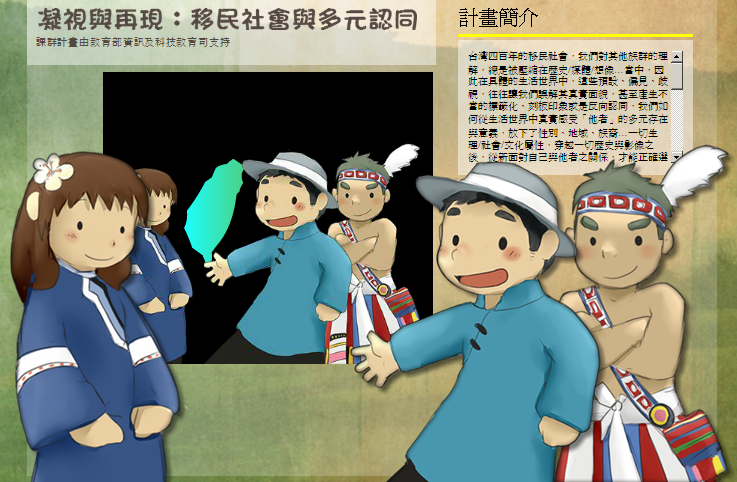 凝視與再現：移民社會與多元認同
課群計畫由教育部資訊及科技教育司支持
計畫簡介
台灣四百年的移民社會，我們對其他族群的理
解，總是被壓縮在歷史/媒體/想像…當中，因
此在具體的生活世界中，這些預設、偏見、歧
視，往往讓我們誤解其真實面貌，甚至產生不
當的標籤化、刻板印象或是反向認同，我們如
何從生活世界中真實感受「他者」的多元存在
與意義，放下了性別、地域、族裔…一切生
理/社會/文化屬性，穿越一切歷史與影像之
後，從新面對自己與他者之關係；才能正確選